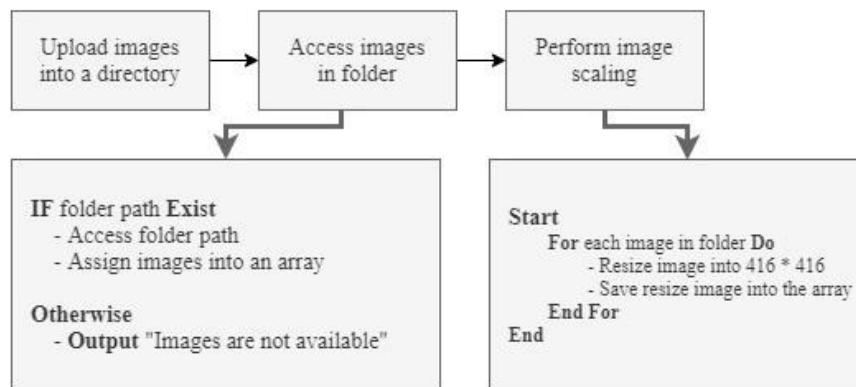 Upload images
into a directory
Access images
in folder
Perform image
scaling
IF folder path Exist
- Access folder path
- Assign images into an array
Otherwise
- Output "Images are not available"
Start
For each image in folder Do
- Resize image into 416 * 416
- Save resize image into the array
End For
End